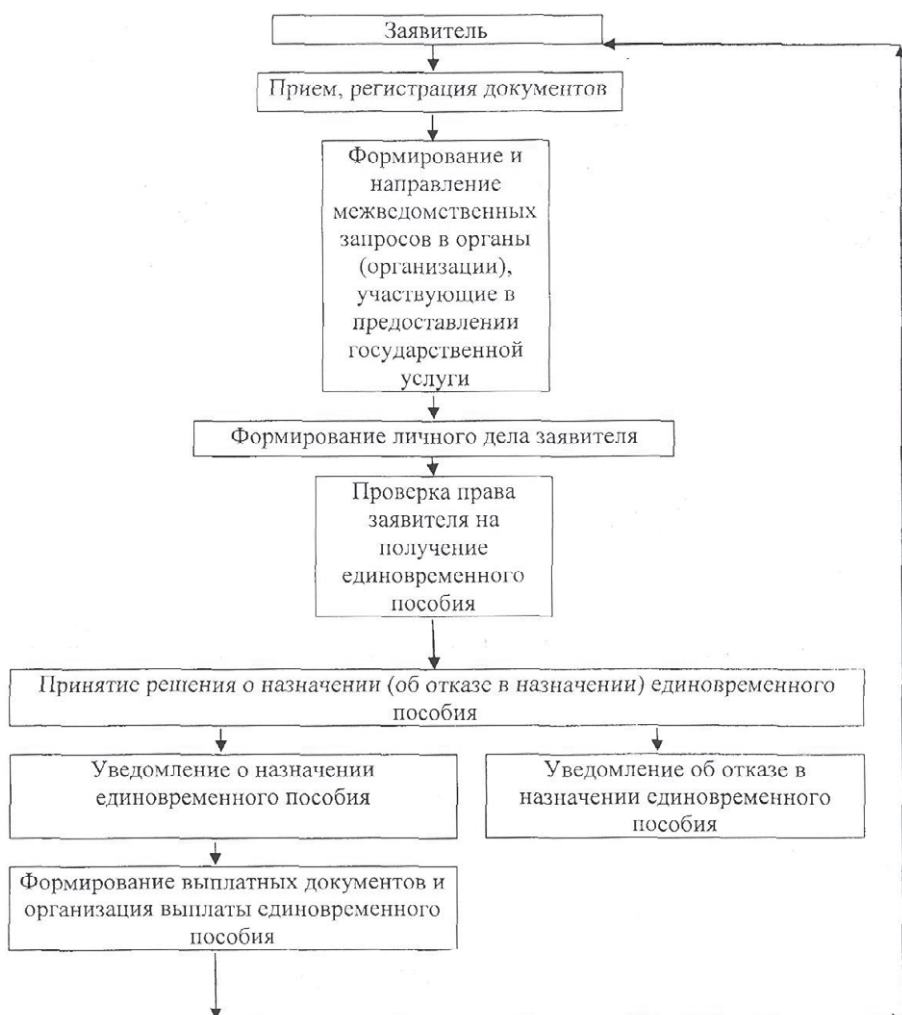 Заявитель
Прием, регистрация документов
Формирование и
направление
межведомственных
запросов в органы
(организации),
участвующие в
предоставлении
государственной
услуги
Формирование личного дела заявителя
Проверка права
заявителя на
получение
единовременного
пособия
Принятие решения о назначении (об отказе в назначении) единовременного
пособия
Уведомление о назначении
единовременного пособия
Уведомление об отказе в
назначении единовременного
пособия
Формирование выплатных документов и
организация выплаты единовременного
пособия